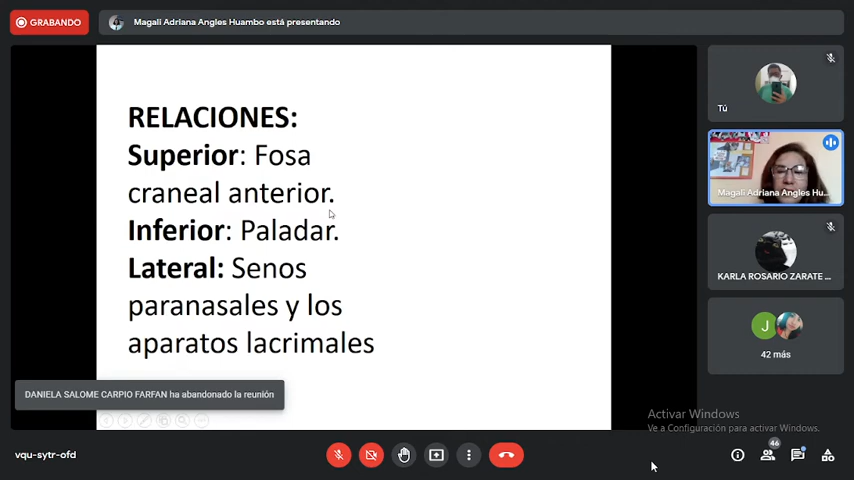 GRABANDO
Magali Adriana Angles Huambo está presentando
RELACIONES:
Superior: Fosa
craneal anterior.
Inferior: Paladar.
Lateral: Senos
paranasales y los
aparatos lacrimales
DANIELA SALOME CARPIO FARFAN ha abandonado la reunión
Tú
Magali Adriana Angles Hu...
KARLA ROSARIO ZARATE ...
J
42 más
Activar Windows
Ve a Configuración para activar Windows.
vqu-sytr-ofd
46